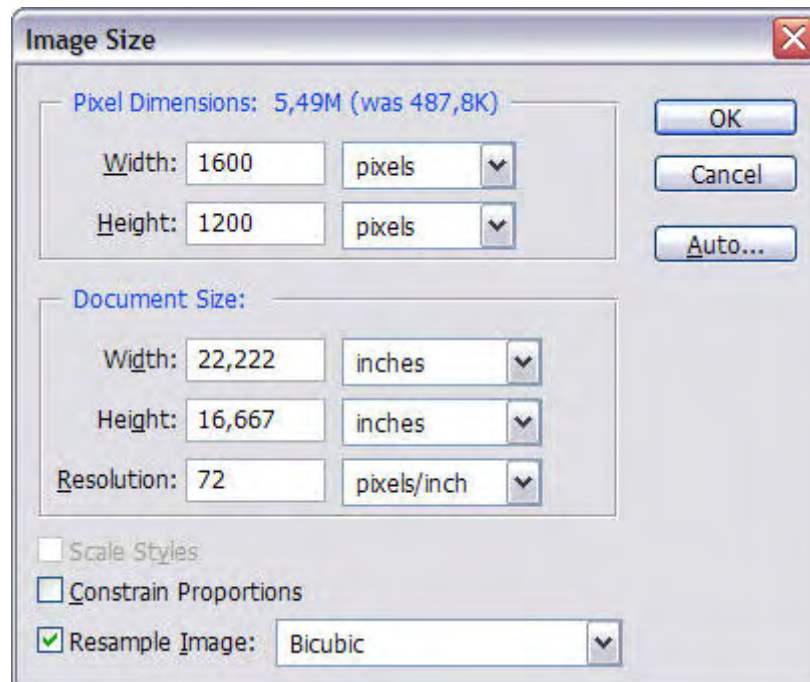 Image Size
Pixel Dimensions: 5,49M (was 487,8K)
Width: 1600 pixels
Height: 1200 pixels
OK
Cancel
Auto...
Document Size:
Width: 22,222 inches
Height: 16,667 inches
Resolution: 72 pixels/inch
Scale Styles
Constrain Proportions
Resample Image: Bicubic